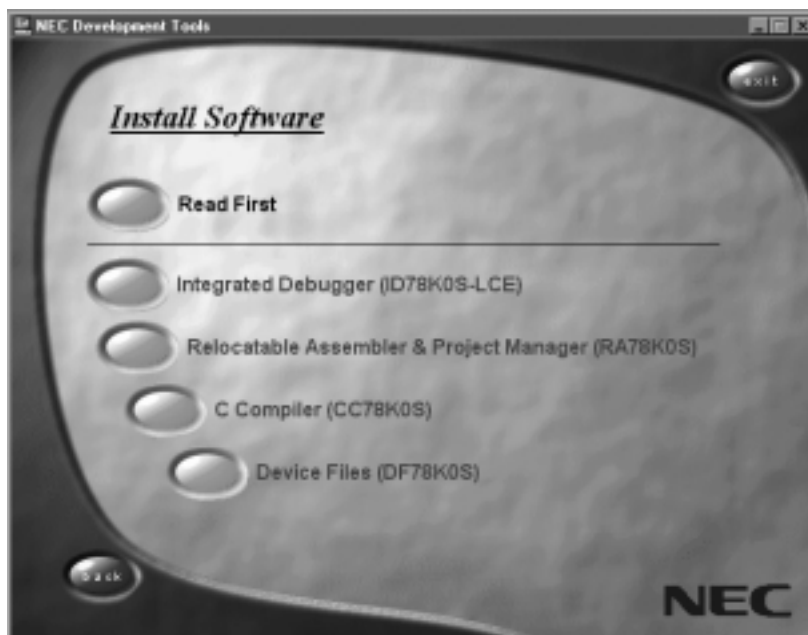 NEC Development Tools
exit
Install Software
Read First
Integrated Debugger (ID78K0S-LCE)
Relocatable Assembler & Project Manager (RA78K0S)
C Compiler (CC78K0S)
Device Files (DF78K0S)
back
NEC